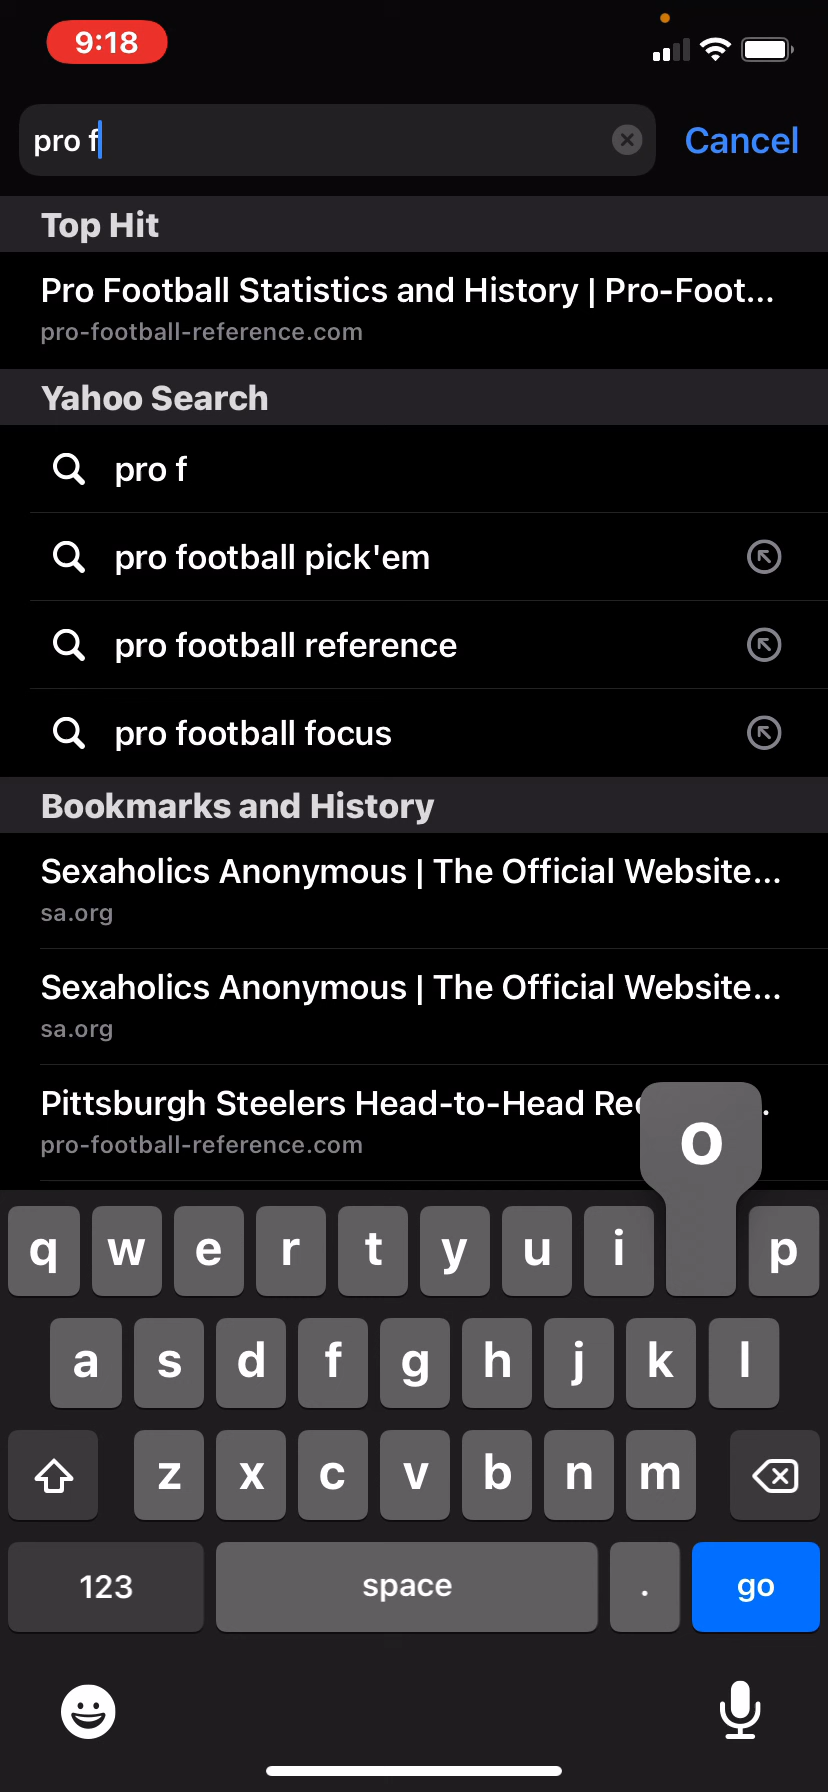 9:18
pro f
Cancel
Top Hit
Pro Football Statistics and History | Pro-Foot...
pro-football-reference.com
Yahoo Search
pro f
pro football pick'em
pro football reference
pro football focus
Bookmarks and History
Sexaholics Anonymous | The Official Website...
sa.org
Sexaholics Anonymous | The Official Website...
sa.org
Pittsburgh Steelers Head-to-Head
pro-football-reference.com
o
q w e r t y u i p
a s d f g h j k l
z x c v b n m
123 space . go